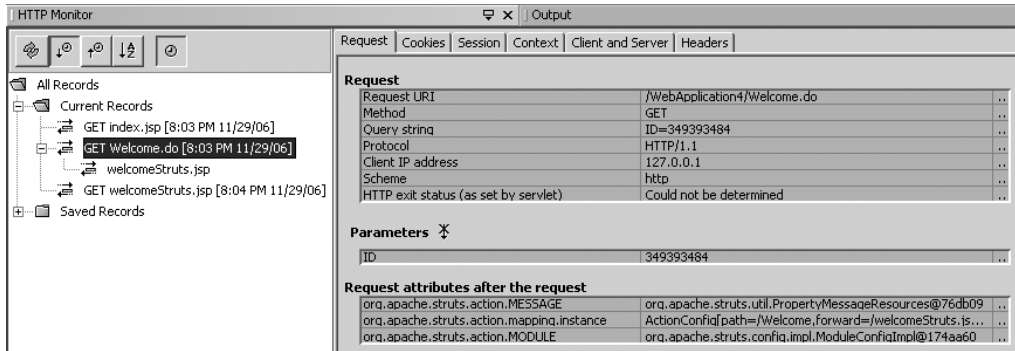 HTTP Monitor
Output
All Records
Current Records
GET index.jsp [8:03 PM 11/29/06]
GET Welcome.do [8:03 PM 11/29/06]
welcomeStruts.jsp
GET welcomeStruts.jsp [8:04 PM 11/29/06]
Saved Records
Request Cookies Session Context Client and Server Headers
Request
Request URI /WebApplication4/Welcome.do ..
Method GET ..
Query string ID=349393484 ..
Protocol HTTP/1.1 ..
Client IP address 127.0.0.1 ..
Scheme http ..
HTTP exit status (as set by servlet) Could not be determined ..
Parameters
ID 349393484 ..
Request attributes after the request
org.apache.struts.action.MESSAGE org.apache.struts.util.PropertyMessageResources@76db09 ..
org.apache.struts.action.mapping.instance ActionConfig[path=/Welcome,forward=/welcomeStruts.js... ..
org.apache.struts.action.MODULE org.apache.struts.config.impl.ModuleConfigImpl@174aa60 ..